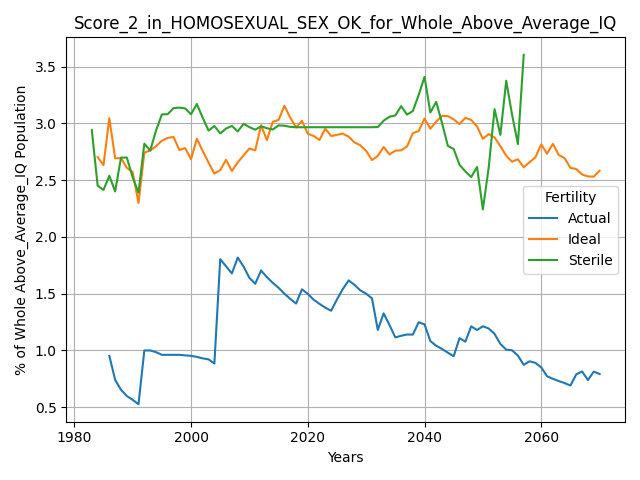 Score_2_in_HOMOSEXUAL_SEX_OK_for_Whole_Above_Average_IQ
% of Whole Above_Average_IQ Population
3.5
3.0
2.5
2.0
1.5
1.0
0.5
Fertility
Actual
Ideal
Sterile
1980
2000
2020
2040
2060
Years